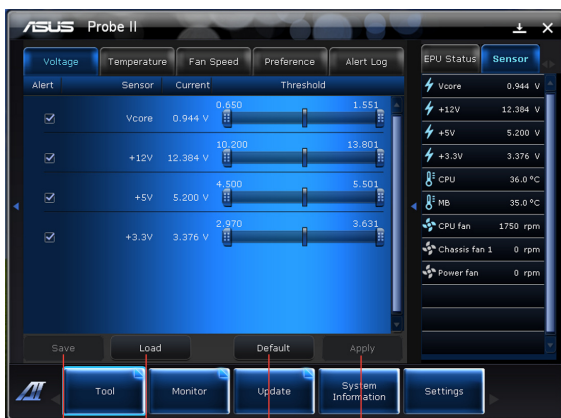 ASUS Probe II
Voltage Temperature Fan Speed Preference Alert Log
Alert Sensor Current Threshold
0.650 1.551
Vcore 0.944 V
10.200 13.801
+12V 12.384 V
4.500 5.501
+5V 5.200 V
2.970 3.631
+3.3V 3.376 V
Save Load Default Apply
EPU Status Sensor
Vcore 0.944 V
+12V 12.384 V
+5V 5.200 V
+3.3V 3.376 V
CPU 36.0 °C
MB 35.0 °C
CPU fan 1750 rpm
Chassis fan 1 0 rpm
Power fan 0 rpm
AI Tool Monitor Update System Information Settings